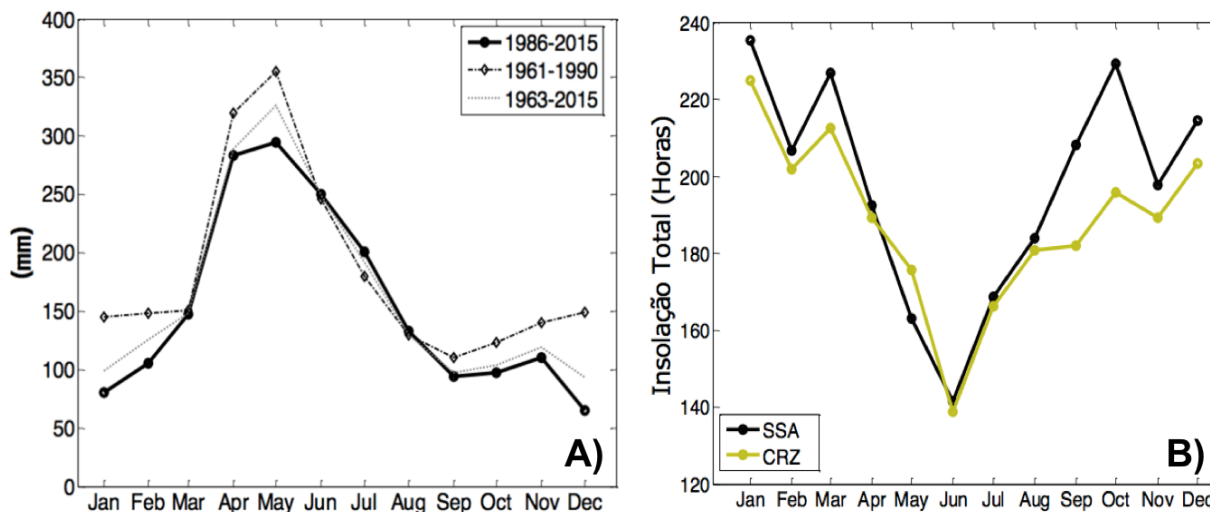 400
350
300
250
200
150
100
50
0
(mm)
1986-2015
1961-1990
1963-2015
A)
Jan Feb Mar Apr May Jun Jul Aug Sep Oct Nov Dec
240
220
200
180
160
140
120
Insolação Total (Horas)
SSA
CRZ
B)
Jan Feb Mar Apr May Jun Jul Aug Sep Oct Nov Dec